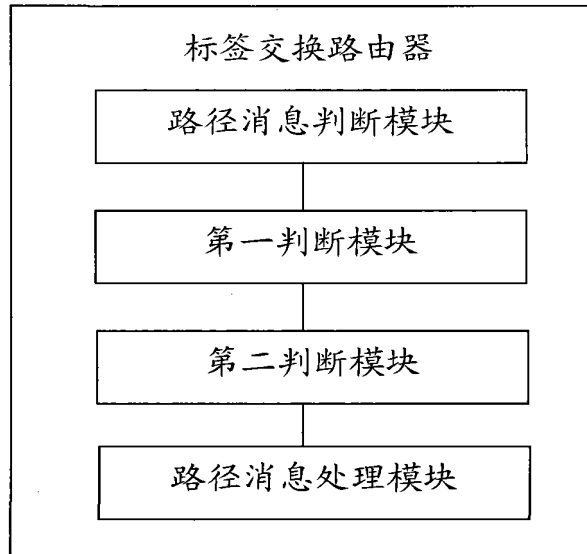 标签交换路由器
路径消息判断模块
第一判断模块
第二判断模块
路径消息处理模块